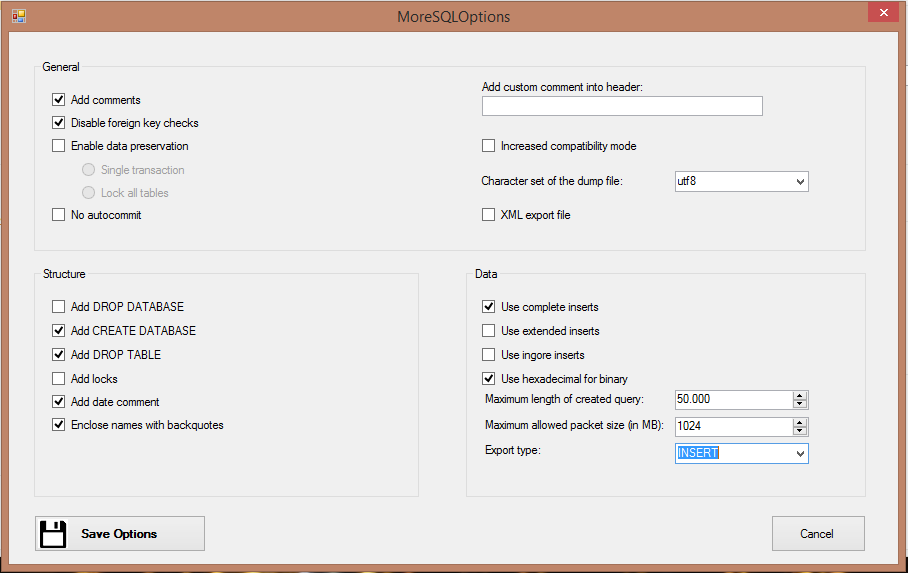 MoreSQLOptions
General
Add comments
Disable foreign key checks
Enable data preservation
Single transaction
Lock all tables
No autocommit
Add custom comment into header:
Increased compatibility mode
Character set of the dump file:
utf8
XML export file
Structure
Add DROP DATABASE
Add CREATE DATABASE
Add DROP TABLE
Add locks
Add date comment
Enclose names with backquotes
Data
Use complete inserts
Use extended inserts
Use ingore inserts
Use hexadecimal for binary
Maximum length of created query:
50.000
Maximum allowed packet size (in MB):
1024
Export type:
INSERT
Save Options
Cancel